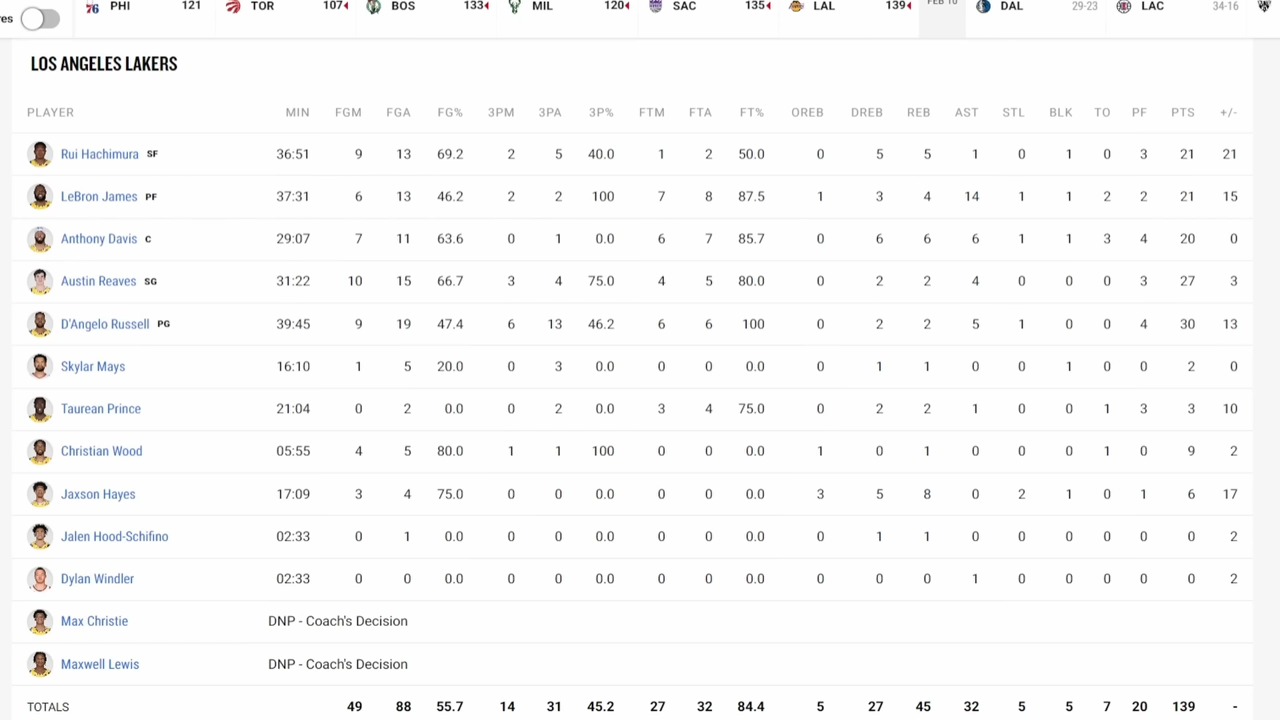 res PHI 121 TOR 107 BOS 133 MIL 120 SAC 135 LAL 139 FEB 10 DAL 29-23 LAC 34-16
LOS ANGELES LAKERS
PLAYER MIN FGM FGA FG% 3PM 3PA 3P% FTM FTA FT% OREB DREB REB AST STL BLK TO PF PTS +/-
Rui Hachimura SF 36:51 9 13 69.2 2 5 40.0 1 2 50.0 0 5 5 1 0 1 0 3 21 21
LeBron James PF 37:31 6 13 46.2 2 2 100 7 8 87.5 1 3 4 14 1 1 2 2 21 15
Anthony Davis C 29:07 7 11 63.6 0 1 0.0 6 7 85.7 0 6 6 6 1 1 3 4 20 0
Austin Reaves SG 31:22 10 15 66.7 3 4 75.0 4 5 80.0 0 2 2 4 0 0 0 3 27 3
D'Angelo Russell PG 39:45 9 19 47.4 6 13 46.2 6 6 100 0 2 2 5 1 0 0 4 30 13
Skylar Mays 16:10 1 5 20.0 0 3 0.0 0 0 0.0 0 1 1 0 0 1 0 0 2 0
Taurean Prince 21:04 0 2 0.0 0 2 0.0 3 4 75.0 0 2 2 1 0 0 1 3 3 10
Christian Wood 05:55 4 5 80.0 1 1 100 0 0 0.0 1 0 1 0 0 0 1 0 9 2
Jaxson Hayes 17:09 3 4 75.0 0 0 0.0 0 0 0.0 3 5 8 0 2 1 0 1 6 17
Jalen Hood-Schifino 02:33 0 1 0.0 0 0 0.0 0 0 0.0 0 1 1 0 0 0 0 0 0 2
Dylan Windler 02:33 0 0 0.0 0 0 0.0 0 0 0.0 0 0 0 1 0 0 0 0 0 2
Max Christie DNP - Coach's Decision
Maxwell Lewis DNP - Coach's Decision
TOTALS 49 88 55.7 14 31 45.2 27 32 84.4 5 27 45 32 5 5 7 20 139 -